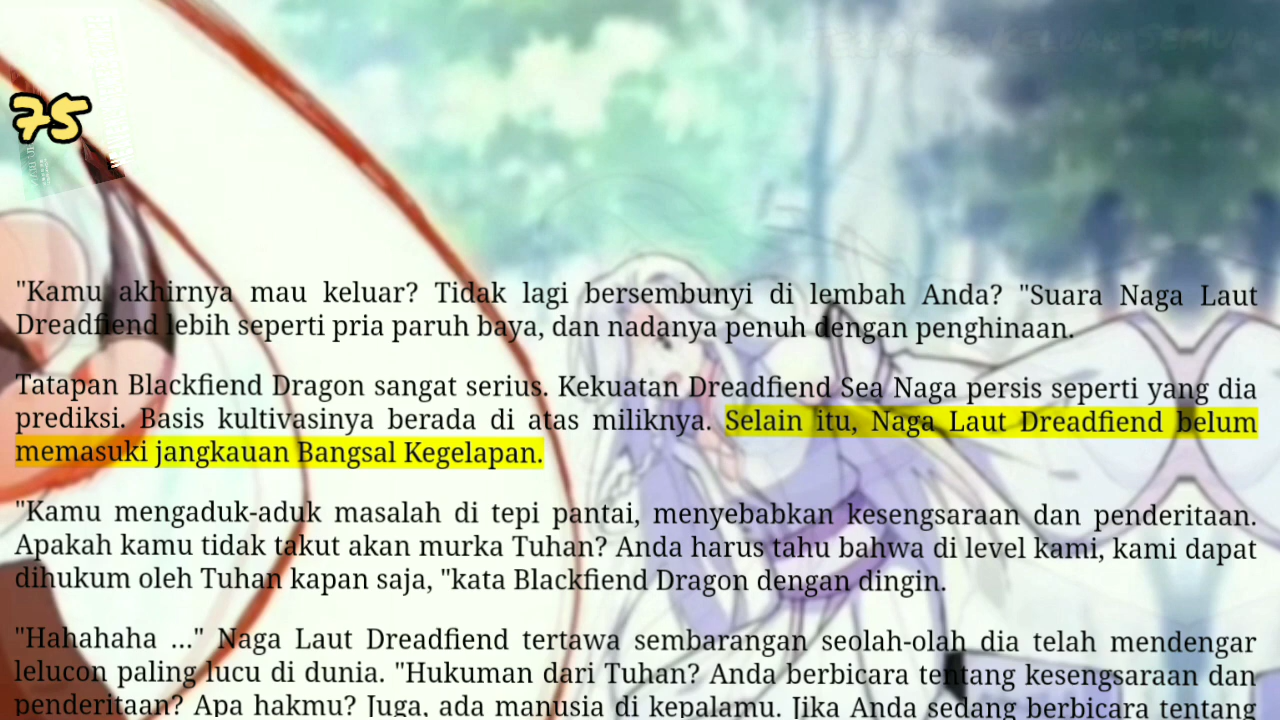 75
"Kamu akhirnya mau keluar? Tidak lagi bersembunyi di lembah Anda? "Suara Naga Laut
Dreadfiend lebih seperti pria paruh baya, dan nadanya penuh dengan penghinaan.
Tatapan Blackfiend Dragon sangat serius. Kekuatan Dreadfiend Sea Naga persis seperti yang dia
prediksi. Basis kultivasinya berada di atas miliknya. Selain itu, Naga Laut Dreadfiend belum
memasuki jangkauan Bangsal Kegelapan.
"Kamu mengaduk-aduk masalah di tepi pantai, menyebabkan kesengsaraan dan penderitaan.
Apakah kamu tidak takut akan murka Tuhan? Anda harus tahu bahwa di level kami, kami dapat
dihukum oleh Tuhan kapan saja, "kata Blackfiend Dragon dengan dingin.
"Hahahaha ..." Naga Laut Dreadfiend tertawa sembarangan seolah-olah dia telah mendengar
lelucon paling lucu di dunia. "Hukuman dari Tuhan? Anda berbicara tentang kesengsaraan dan
penderitaan? Apa hakmu? Juga, ada manusia di kepalamu. Jika Anda sedang berbicara tentang